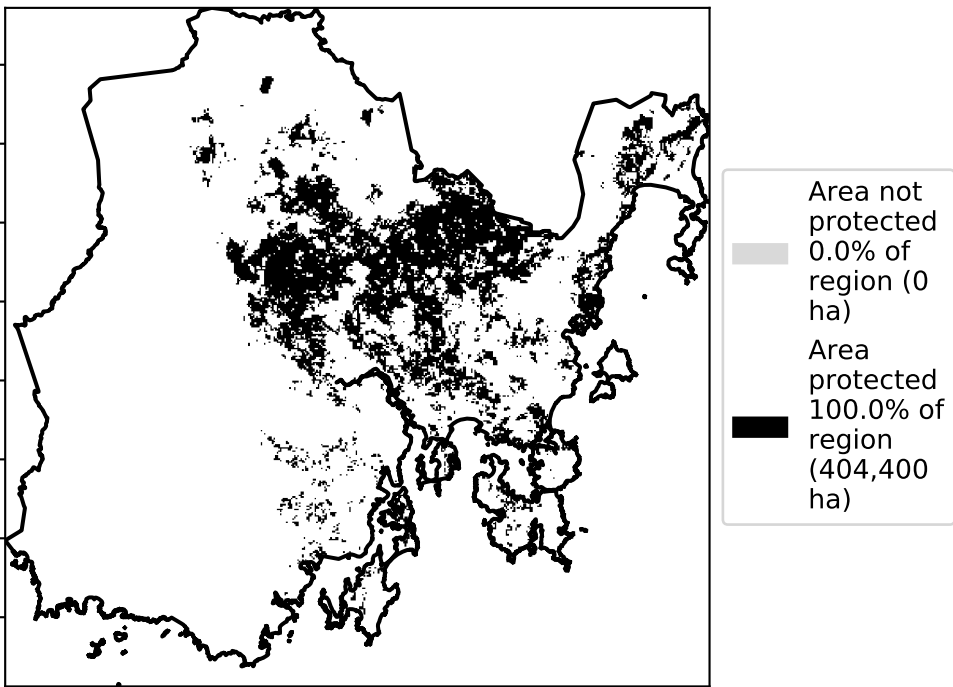 Area not
protected
0.0% of
region (0
ha)
Area
protected
100.0% of
region
(404,400
ha)